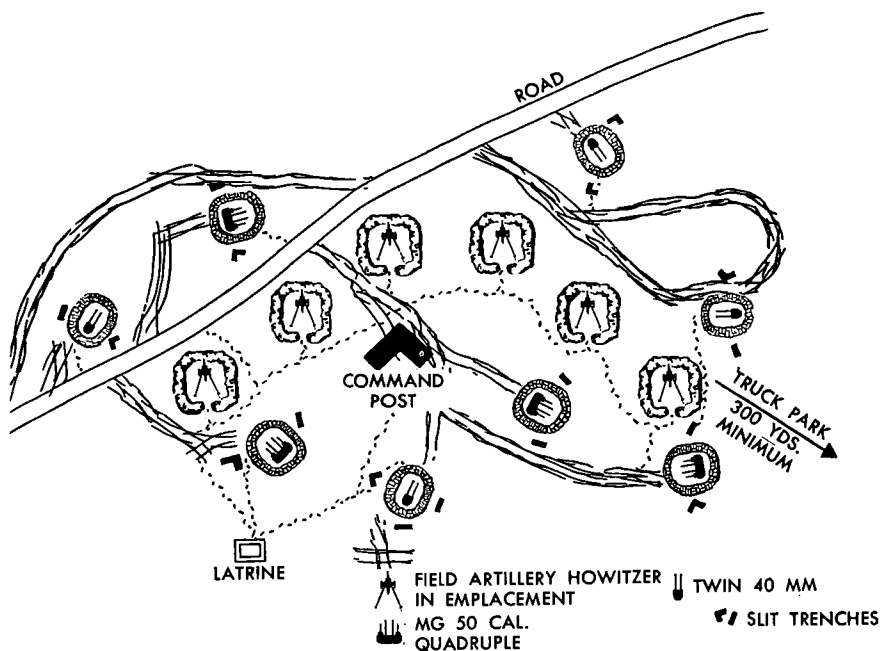 ROAD
COMMAND
POST
TRUCK PARK
300 YDS.
MINIMUM
LATRINE
FIELD ARTILLERY HOWITZER
IN EMPLACEMENT
MG 50 CAL.
QUADRUPLE
TWIN 40 MM
SLIT TRENCHES